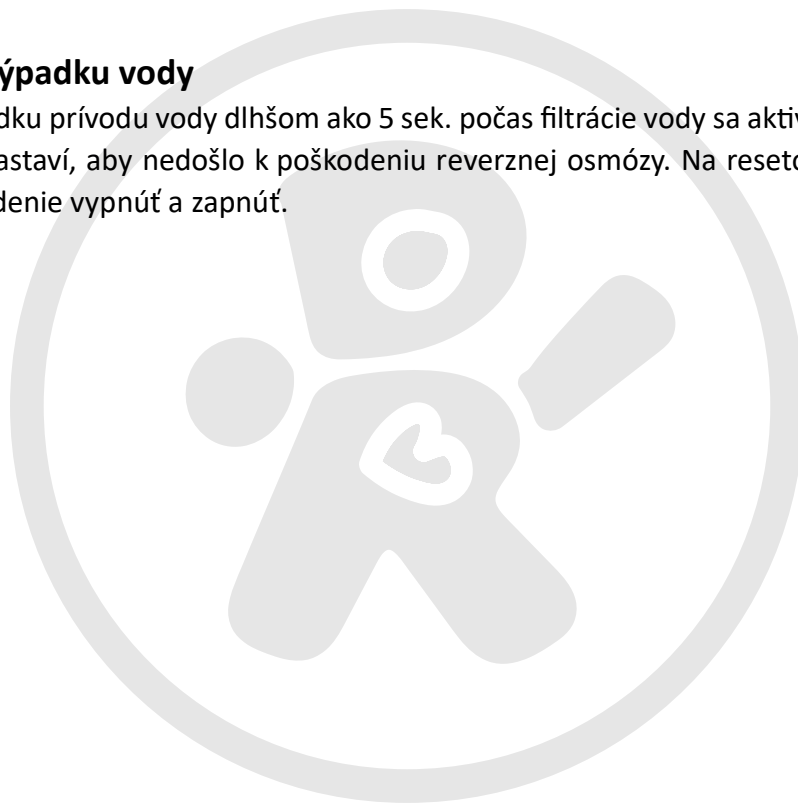 ýpadku vody
dku prívodu vody dlhšom ako 5 sek. počas filtrácie vody sa aktiv
astaví, aby nedošlo k poškodeniu reverznej osmózy. Na reseto
denie vypnúť a zapnúť.